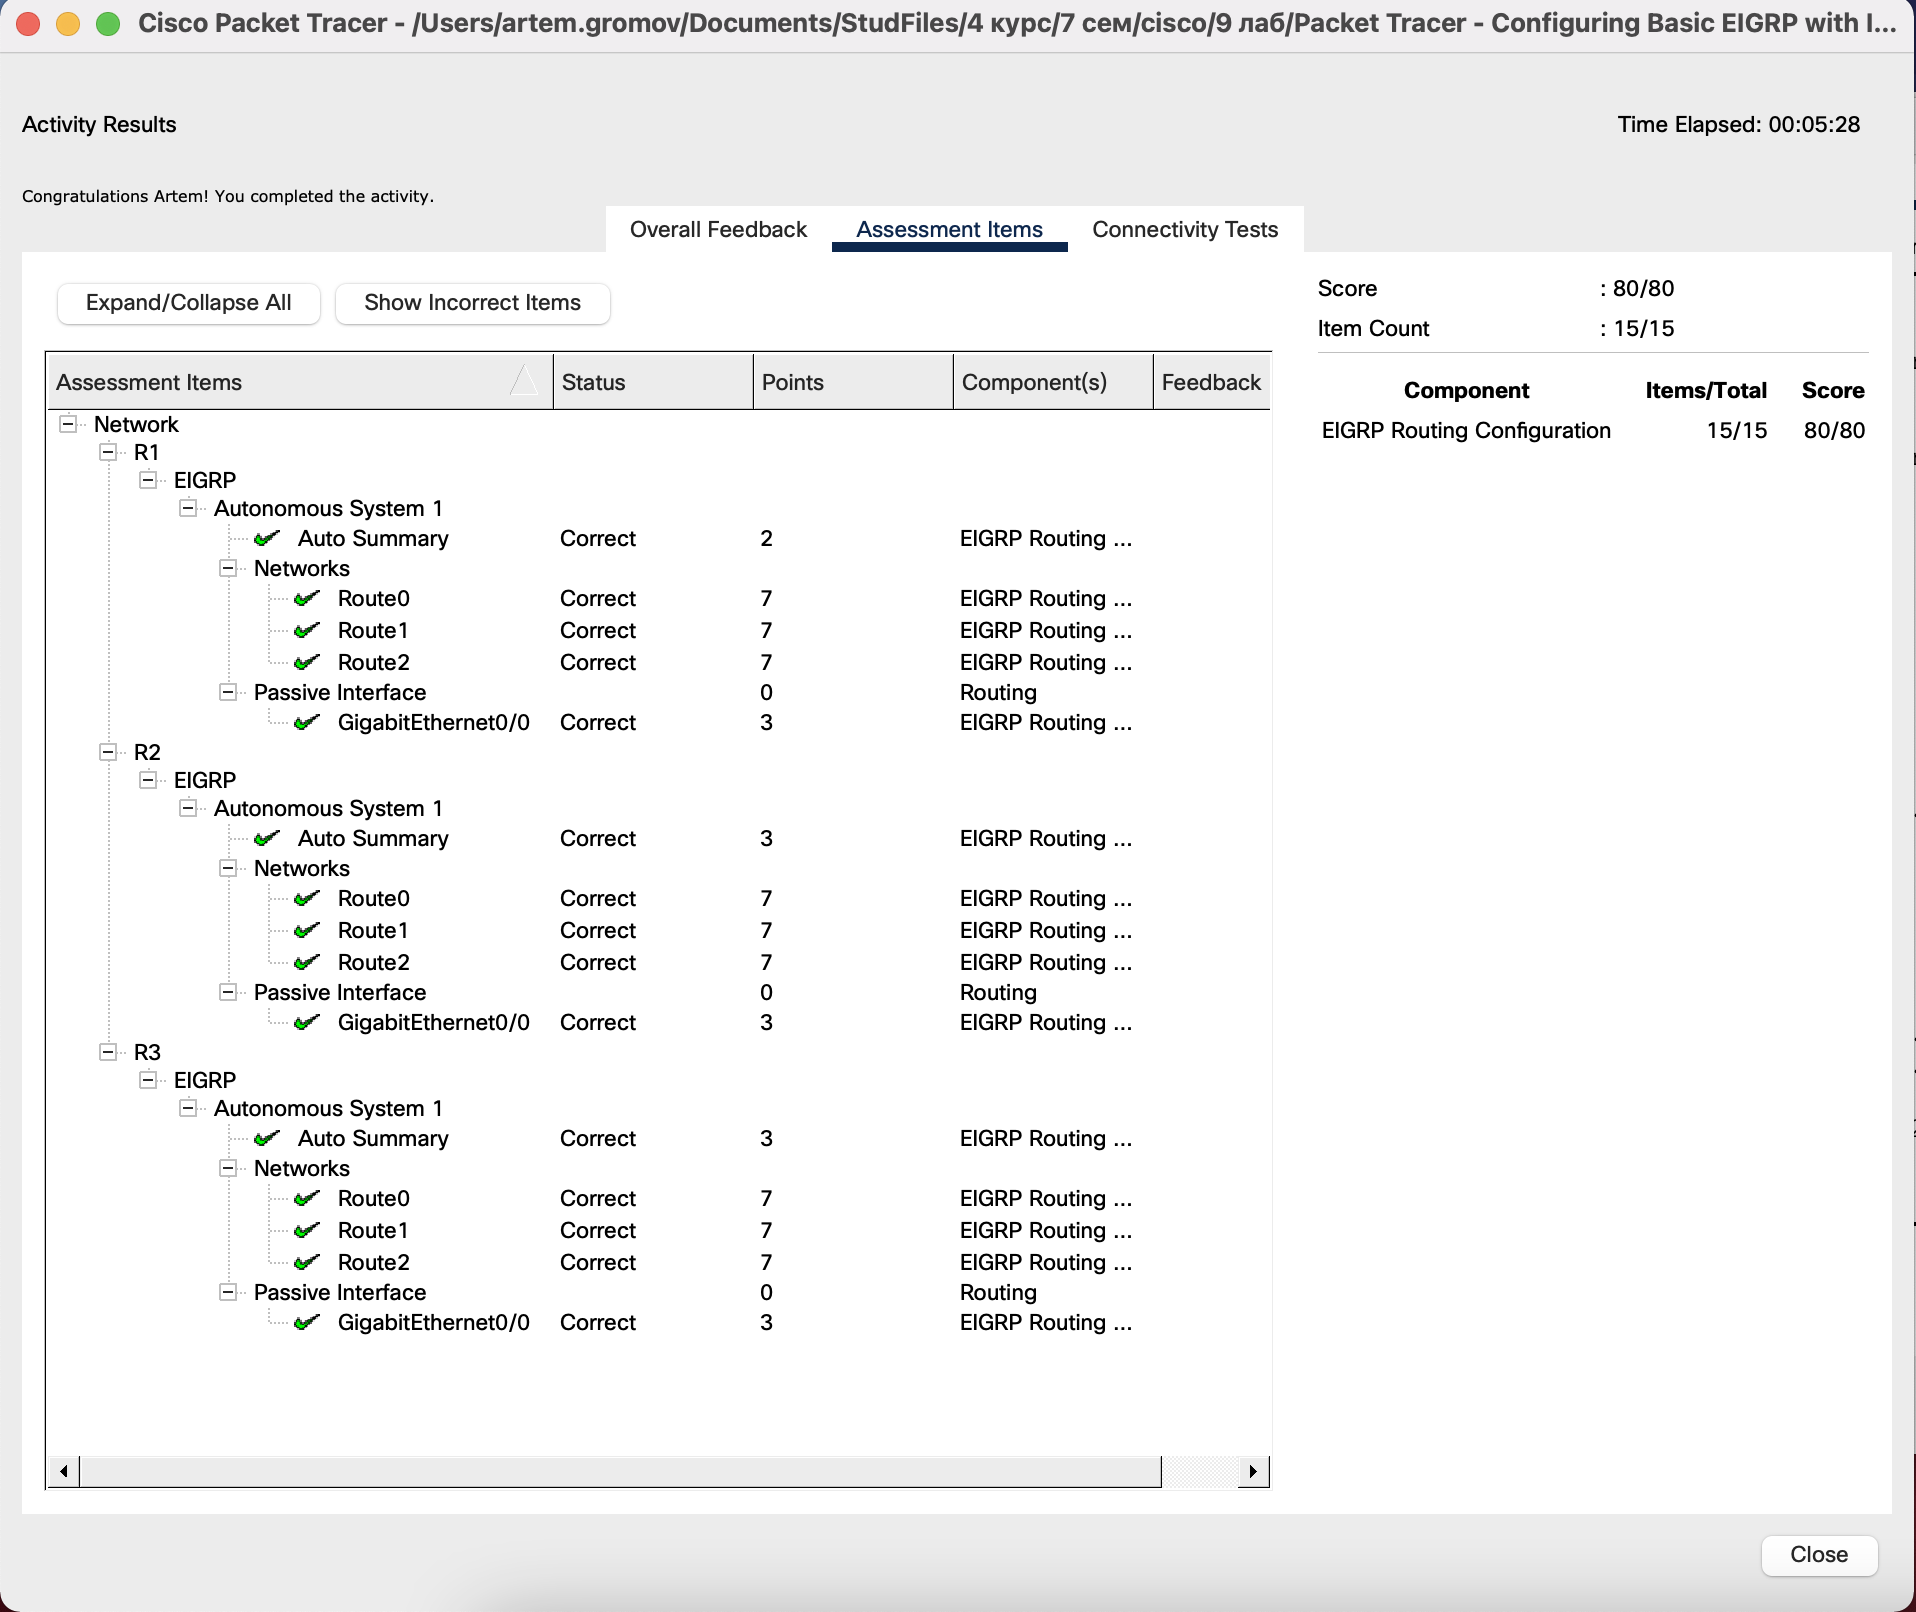 Cisco Packet Tracer - /Users/artem.gromov/Documents/StudFiles/4 курс/7 сем/cisco/9 лаб/Packet Tracer - Configuring Basic EIGRP with I...
Activity Results
Time Elapsed: 00:05:28
Congratulations Artem! You completed the activity.
Overall Feedback Assessment Items Connectivity Tests
Expand/Collapse All Show Incorrect Items
Assessment Items Status Points Component(s) Feedback
Network
R1
EIGRP
Autonomous System 1
Auto Summary Correct 2 EIGRP Routing ...
Networks
Route0 Correct 7 EIGRP Routing ...
Route1 Correct 7 EIGRP Routing ...
Route2 Correct 7 EIGRP Routing ...
Passive Interface 0 Routing
GigabitEthernet0/0 Correct 3 EIGRP Routing ...
R2
EIGRP
Autonomous System 1
Auto Summary Correct 3 EIGRP Routing ...
Networks
Route0 Correct 7 EIGRP Routing ...
Route1 Correct 7 EIGRP Routing ...
Route2 Correct 7 EIGRP Routing ...
Passive Interface 0 Routing
GigabitEthernet0/0 Correct 3 EIGRP Routing ...
R3
EIGRP
Autonomous System 1
Auto Summary Correct 3 EIGRP Routing ...
Networks
Route0 Correct 7 EIGRP Routing ...
Route1 Correct 7 EIGRP Routing ...
Route2 Correct 7 EIGRP Routing ...
Passive Interface 0 Routing
GigabitEthernet0/0 Correct 3 EIGRP Routing ...
Score : 80/80
Item Count : 15/15
Component Items/Total Score
EIGRP Routing Configuration 15/15 80/80
Close